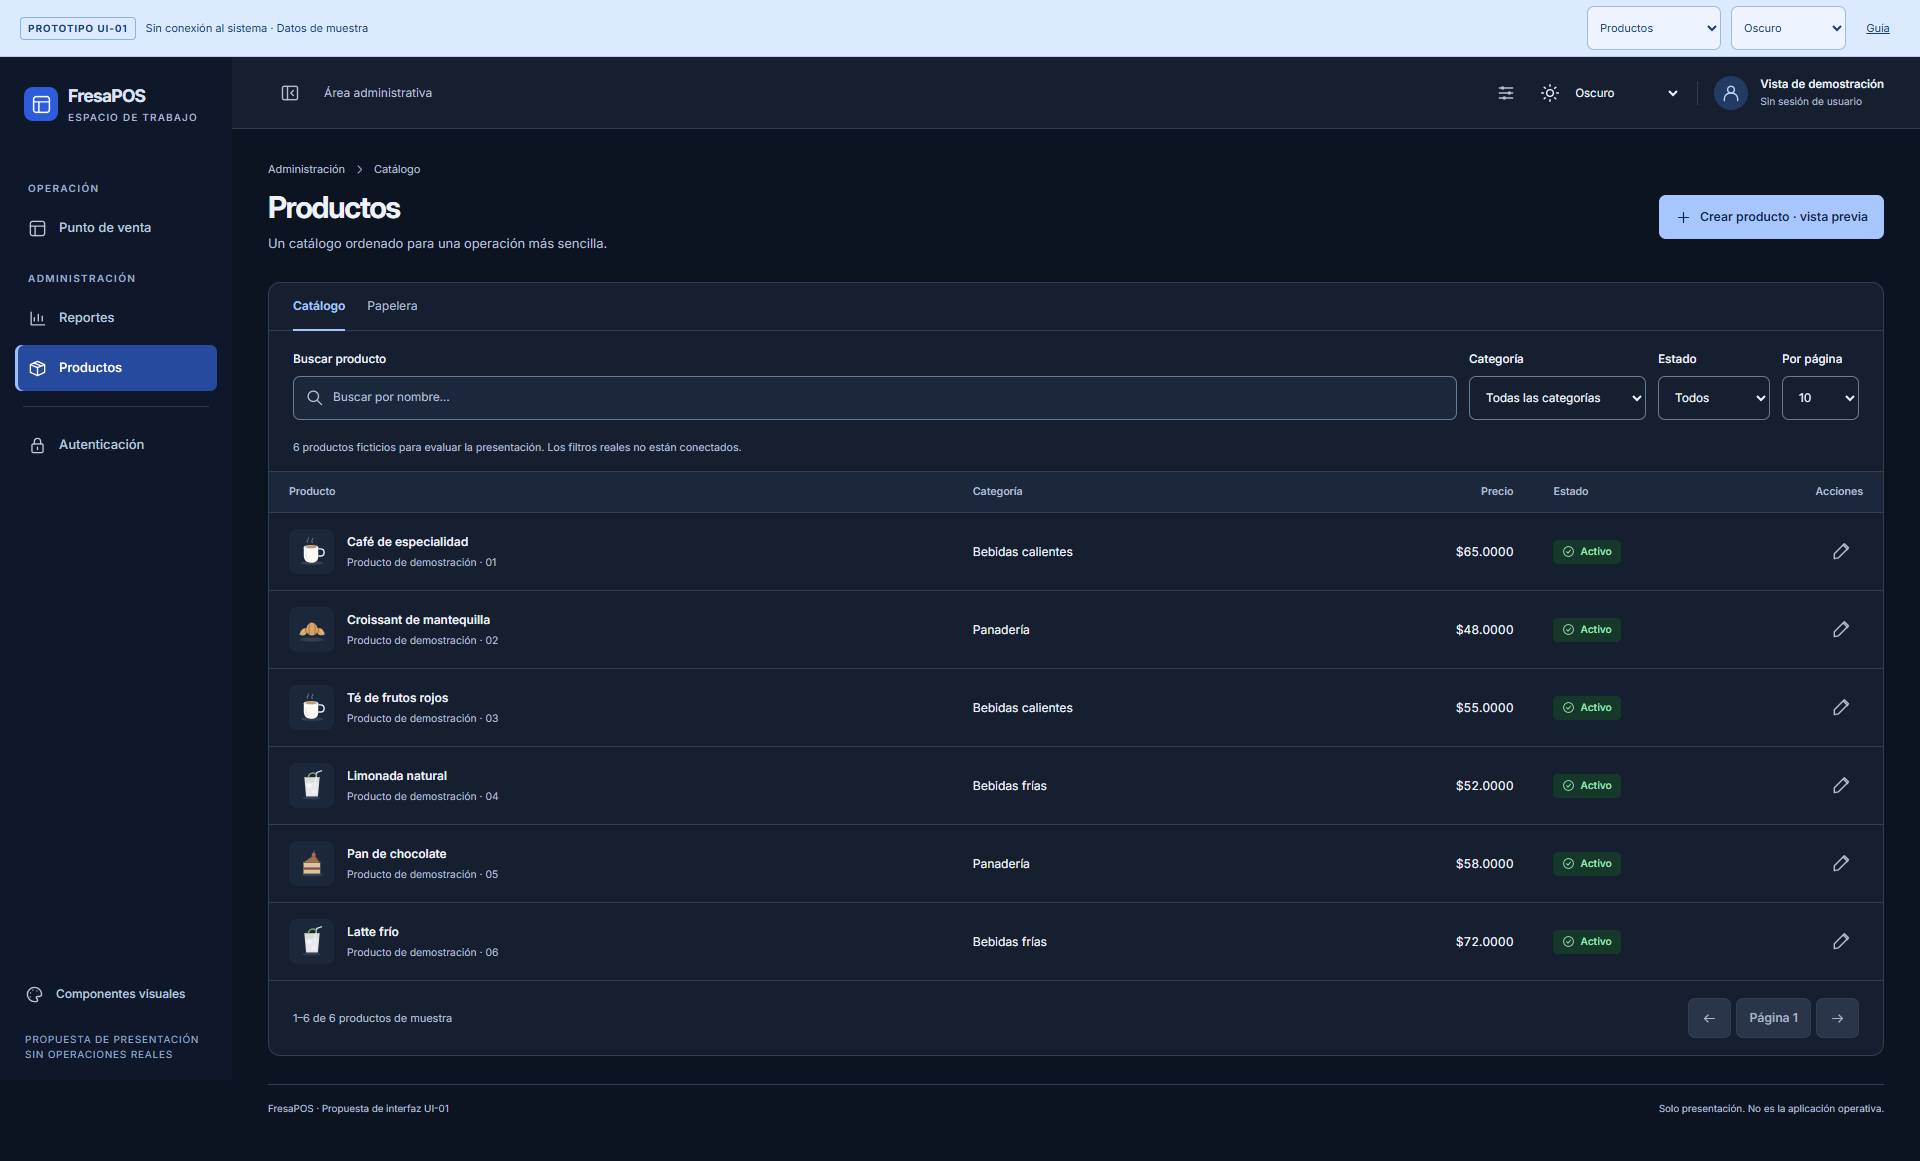 PROTOTIPO UI-01
Sin conexión al sistema · Datos de muestra
Productos
Oscuro
Guía
FresaPOS
ESPACIO DE TRABAJO
OPERACIÓN
Punto de venta
ADMINISTRACIÓN
Reportes
Productos
Autenticación
Componentes visuales
PROPUESTA DE PRESENTACIÓN
SIN OPERACIONES REALES
Área administrativa
Oscuro
Vista de demostración
Sin sesión de usuario
Administración
Catálogo
Productos
Un catálogo ordenado para una operación más sencilla.
Crear producto · vista previa
Catálogo
Papelera
Buscar producto
Categoría
Estado
Por página
Buscar por nombre...
Todas las categorías
Todos
10
6 productos ficticios para evaluar la presentación. Los filtros reales no están conectados.
Producto
Categoría
Precio
Estado
Acciones
Café de especialidad
Producto de demostración · 01
Bebidas calientes
$65.0000
Activo
Croissant de mantequilla
Producto de demostración · 02
Panadería
$48.0000
Activo
Té de frutos rojos
Producto de demostración · 03
Bebidas calientes
$55.0000
Activo
Limonada natural
Producto de demostración · 04
Bebidas frías
$52.0000
Activo
Pan de chocolate
Producto de demostración · 05
Panadería
$58.0000
Activo
Latte frío
Producto de demostración · 06
Bebidas frías
$72.0000
Activo
1–6 de 6 productos de muestra
Página 1
FresaPOS · Propuesta de interfaz UI-01
Solo presentación. No es la aplicación operativa.